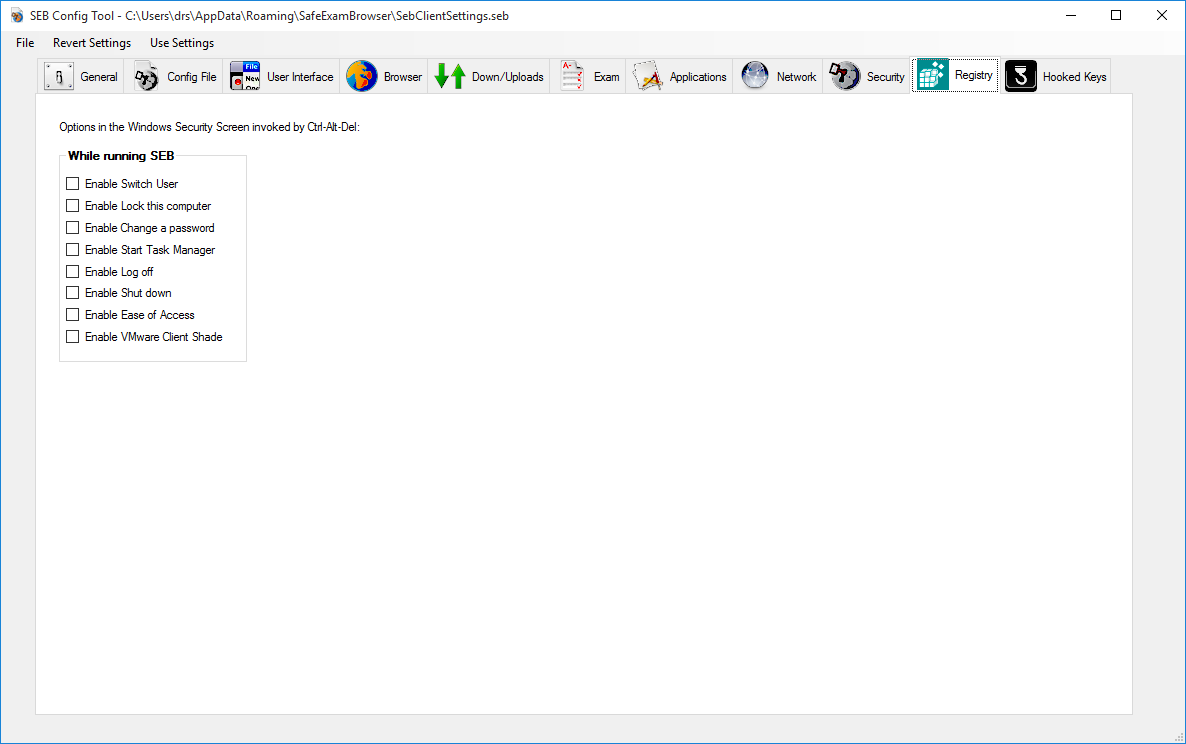 SEB Config Tool - C:\Users\drs\AppData\Roaming\SafeExamBrowser\SebClientSettings.seb
File Revert Settings Use Settings
General Config File File New User Interface Browser Down/Uploads A- Exam Applications Network Security Registry Hooked Keys
Options in the Windows Security Screen invoked by Ctrl-Alt-Del:
While running SEB
Enable Switch User
Enable Lock this computer
Enable Change a password
Enable Start Task Manager
Enable Log off
Enable Shut down
Enable Ease of Access
Enable VMware Client Shade